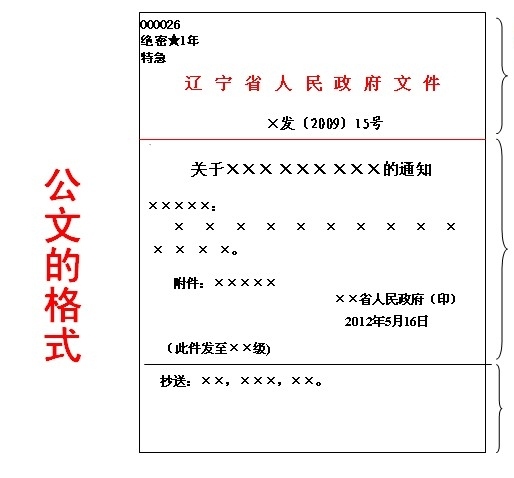 公文的格式
000026
绝密★1年
特急
辽宁省人民政府文件
×发〔2009〕15号
关于××××××××的通知
×××××：
× × × × × × × × × ×
× × × ×。
附件：×××××
××省人民政府（印）
2012年5月16日
（此件发至××级)
抄送：××，×××，××。